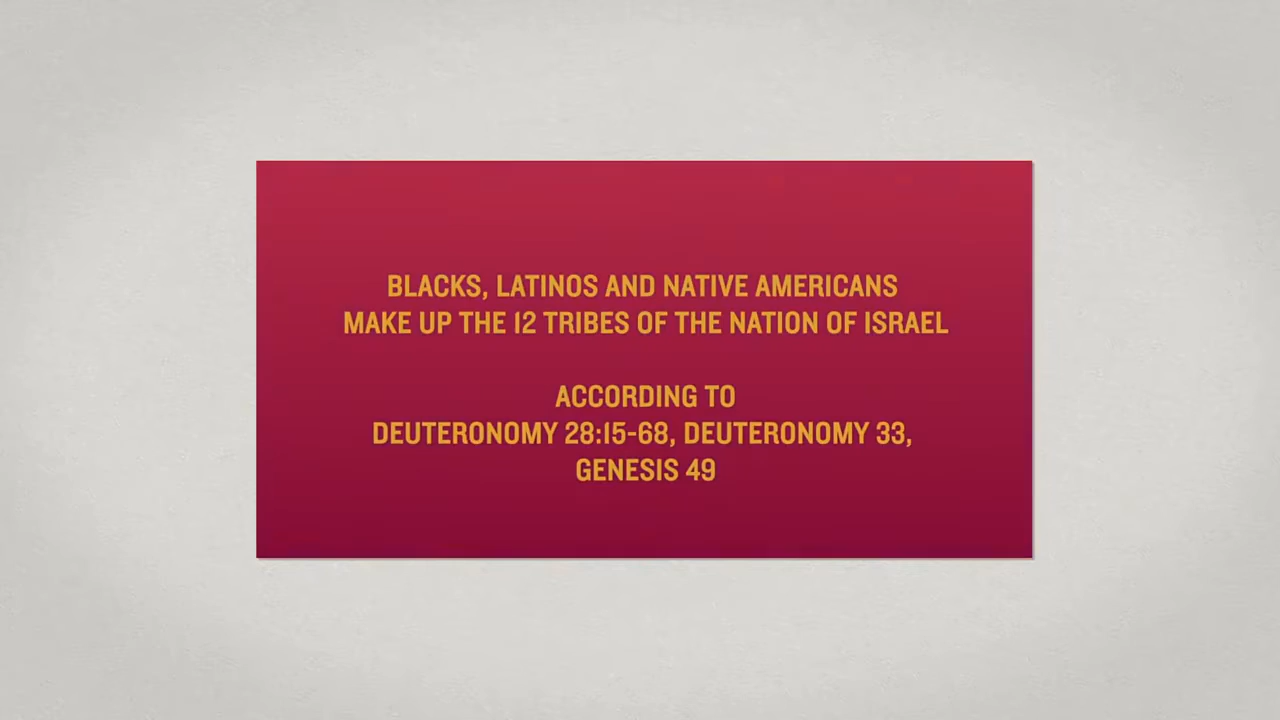 BLACKS, LATINOS AND NATIVE AMERICANS
MAKE UP THE 12 TRIBES OF THE NATION OF ISRAEL
ACCORDING TO
DEUTERONOMY 28:15-68, DEUTERONOMY 33,
GENESIS 49